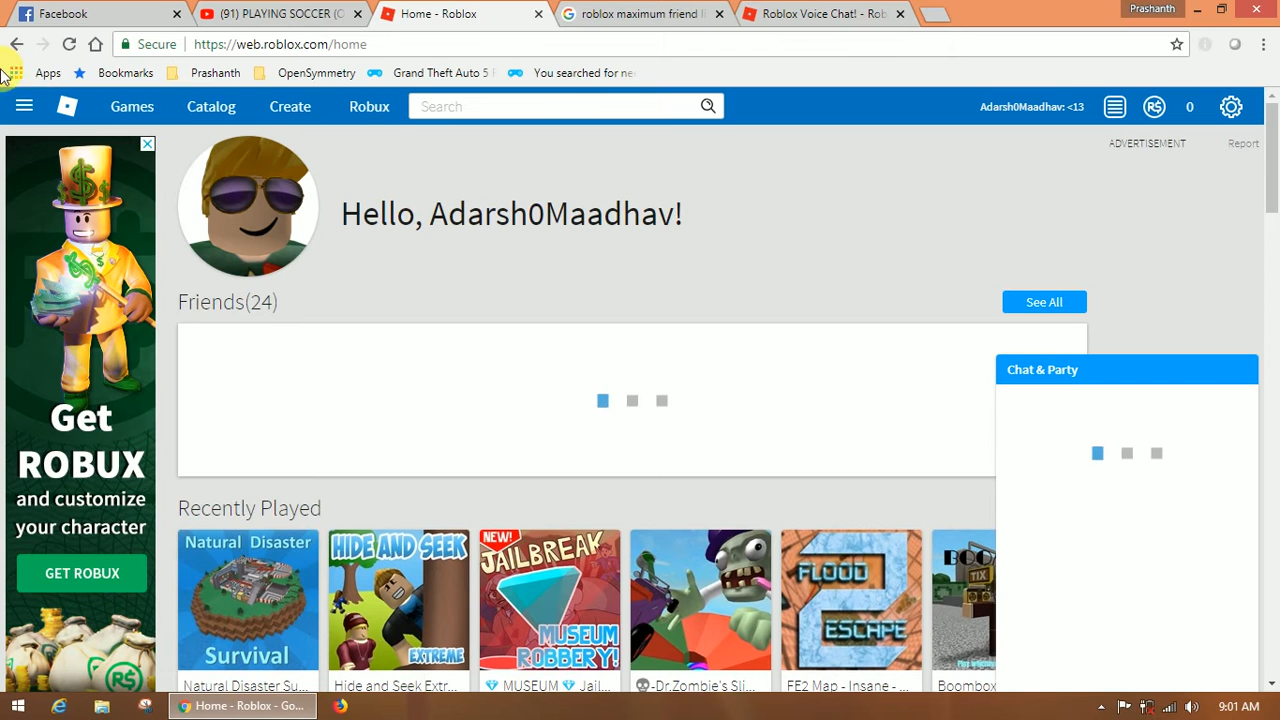 Facebook
(91) PLAYING SOCCER (O
Home - Roblox
roblox maximum friend li
Roblox Voice Chat! - Rob
Prashanth
Secure
https://web.roblox.com/home
Apps
Bookmarks
Prashanth
OpenSymmetry
Grand Theft Auto 5
You searched for ne
Games
Catalog
Create
Robux
Search
Adarsh0Maadhav: <13
R$
0
ADVERTISEMENT
Report
Hello, Adarsh0Maadhav!
Friends(24)
See All
Chat & Party
Get
ROBUX
and customize
your character
GET ROBUX
Recently Played
Natural Disaster
Survival
HIDE AND SEEK
EXTREME
NEW!
JAILBREAK
MUSEUM
ROBBERY!
FLOOD
2
ESCAPE
BOO
TIX
Natural Disaster Su...
Hide and Seek Extr...
💎 MUSEUM 💎 Jail...
💀-Dr.Zombie's Sli...
FE2 Map - Insane - ...
Boombox
Home - Roblox - Go...
9:01 AM